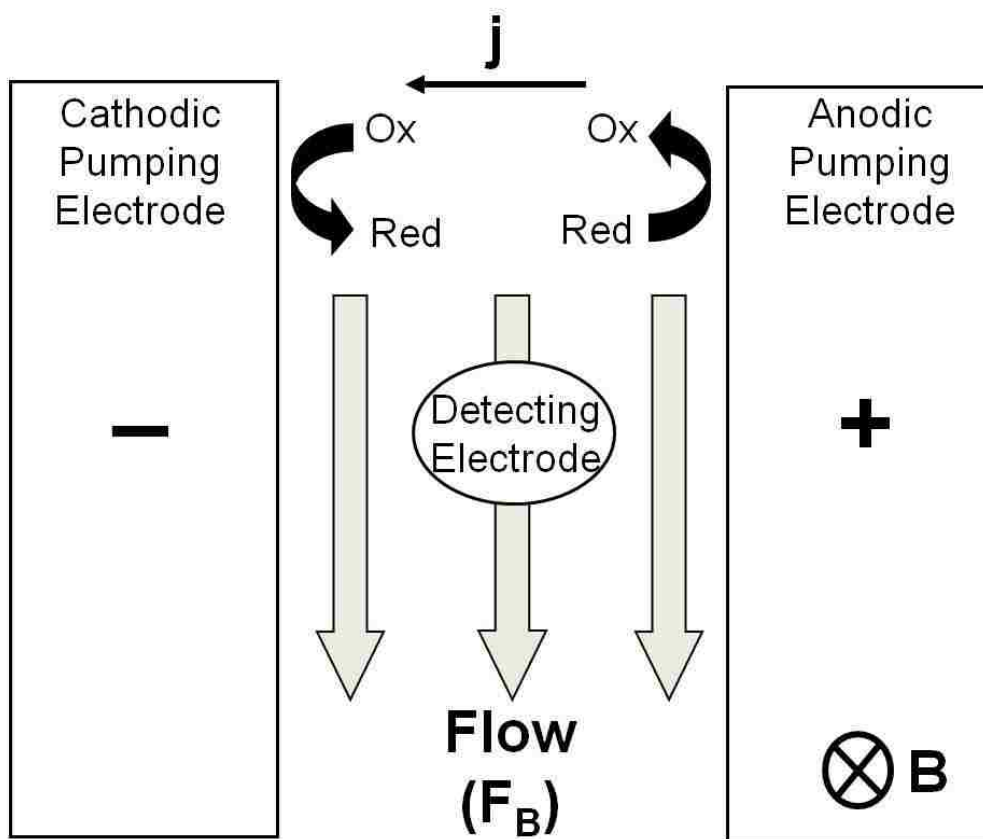 j
Cathodic
Pumping
Electrode
Ox
Red
Ox
Red
Anodic
Pumping
Electrode
–
Detecting
Electrode
+
Flow
(F_B)
B